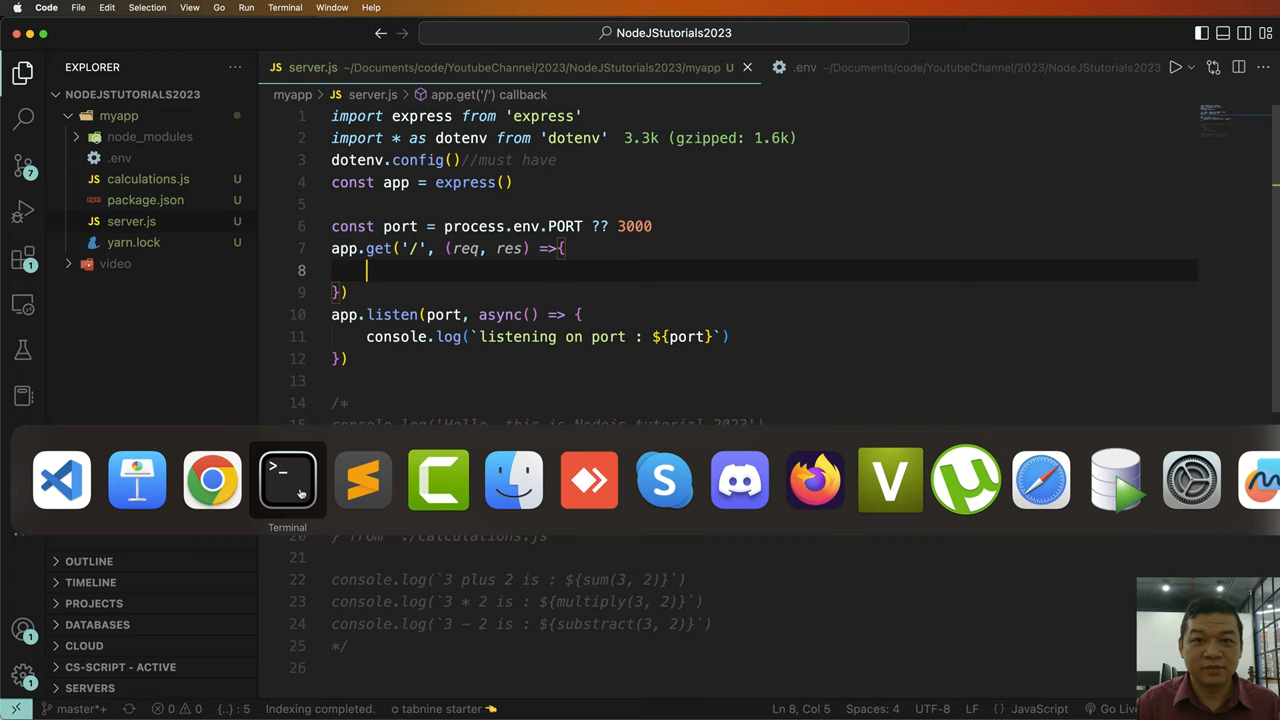 Code File Edit Selection View Go Run Terminal Window Help
NodeJStutorials2023
EXPLORER
server.js ~/Documents/code/YoutubeChannel/2023/NodeJStutorials2023/myapp U
.env ~/Documents/code/YoutubeChannel/2023/NodeJStutorials2023/myapp
NODEJSTUTORIALS2023
myapp
node_modules
.env
calculations.js U
package.json U
server.js U
yarn.lock U
video
myapp > JS server.js > app.get('/') callback
1 import express from 'express'
2 import * as dotenv from 'dotenv' 3.3k (gzipped: 1.6k)
3 dotenv.config()//must have
4 const app = express()
5
6 const port = process.env.PORT ?? 3000
7 app.get('/', (req, res) =>{
8
9 })
10 app.listen(port, async() => {
11 console.log(`listening on port : ${port}`)
12 })
13
14 /*
15 console.log('Hello, this is Nodejs tutorial 2023')
Terminal
20 } from './calculations.js'
21
22 console.log(`3 plus 2 is : ${sum(3, 2)}`)
23 console.log(`3 * 2 is : ${multiply(3, 2)}`)
24 console.log(`3 - 2 is : ${substract(3, 2)}`)
25 */
26
OUTLINE
TIMELINE
PROJECTS
DATABASES
CLOUD
CS-SCRIPT - ACTIVE
SERVERS
7
1
1
1
master*+ 0 0 {..} : 5 Indexing completed. tabnine starter Ln 8, Col 5 Spaces: 4 UTF-8 LF {} JavaScript Go Live